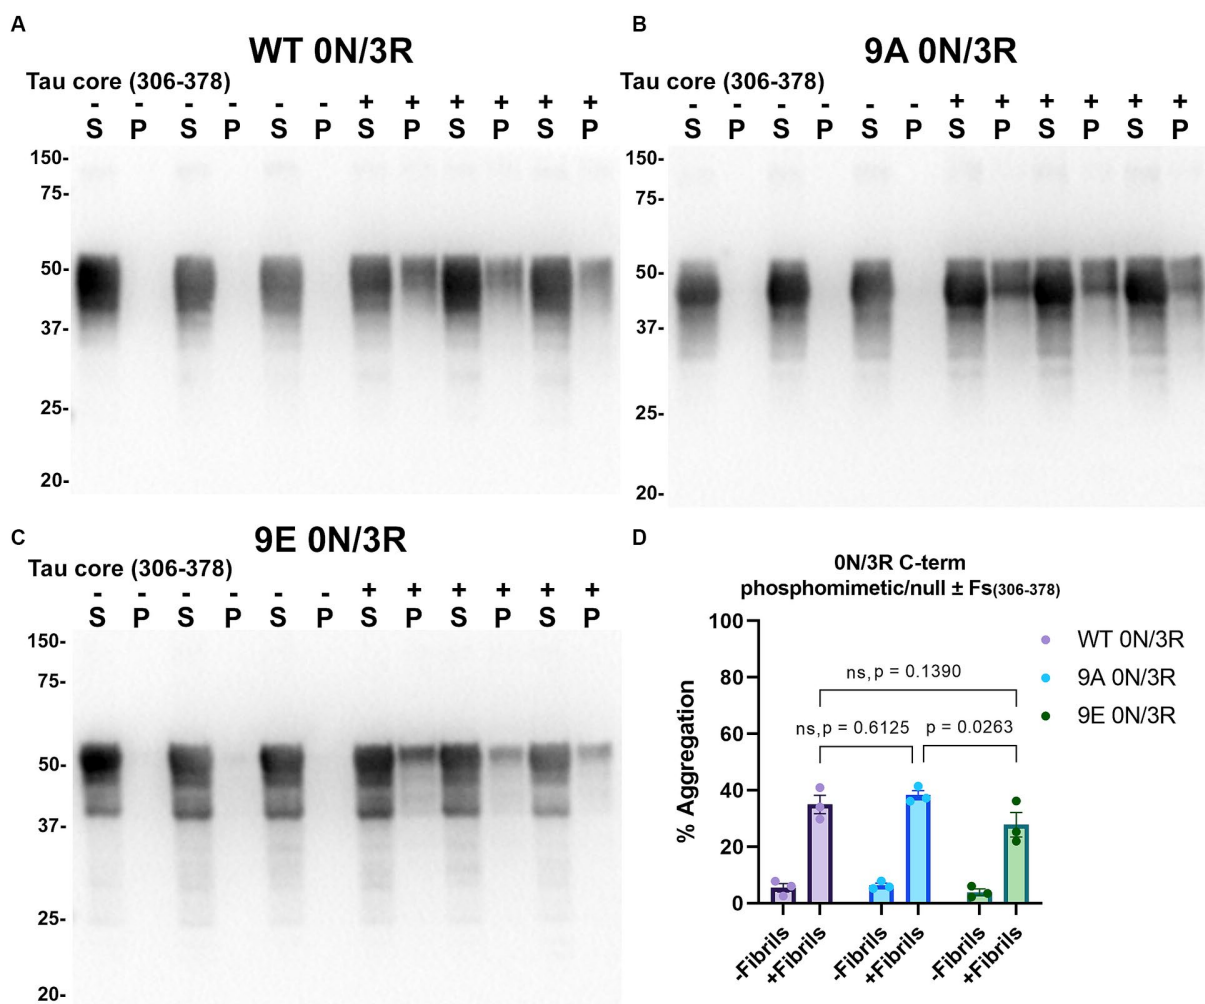 A
WT 0N/3R
Tau core (306-378)
- - - - - - + + + + + +
S P S P S P S P S P S P
150-
75-
50-
37-
25-
20-
B
9A 0N/3R
Tau core (306-378)
- - - - - - + + + + + +
S P S P S P S P S P S P
150-
75-
50-
37-
25-
20-
C
9E 0N/3R
Tau core (306-378)
- - - - - - + + + + + +
S P S P S P S P S P S P
150-
75-
50-
37-
25-
20-
D
0N/3R C-term
phosphomimetic/null ± Fs(306-378)
% Aggregation
100
80
60
40
20
0
ns, p = 0.1390
ns, p = 0.6125
p = 0.0263
-Fibrils
+Fibrils
-Fibrils
+Fibrils
-Fibrils
+Fibrils
WT 0N/3R
9A 0N/3R
9E 0N/3R